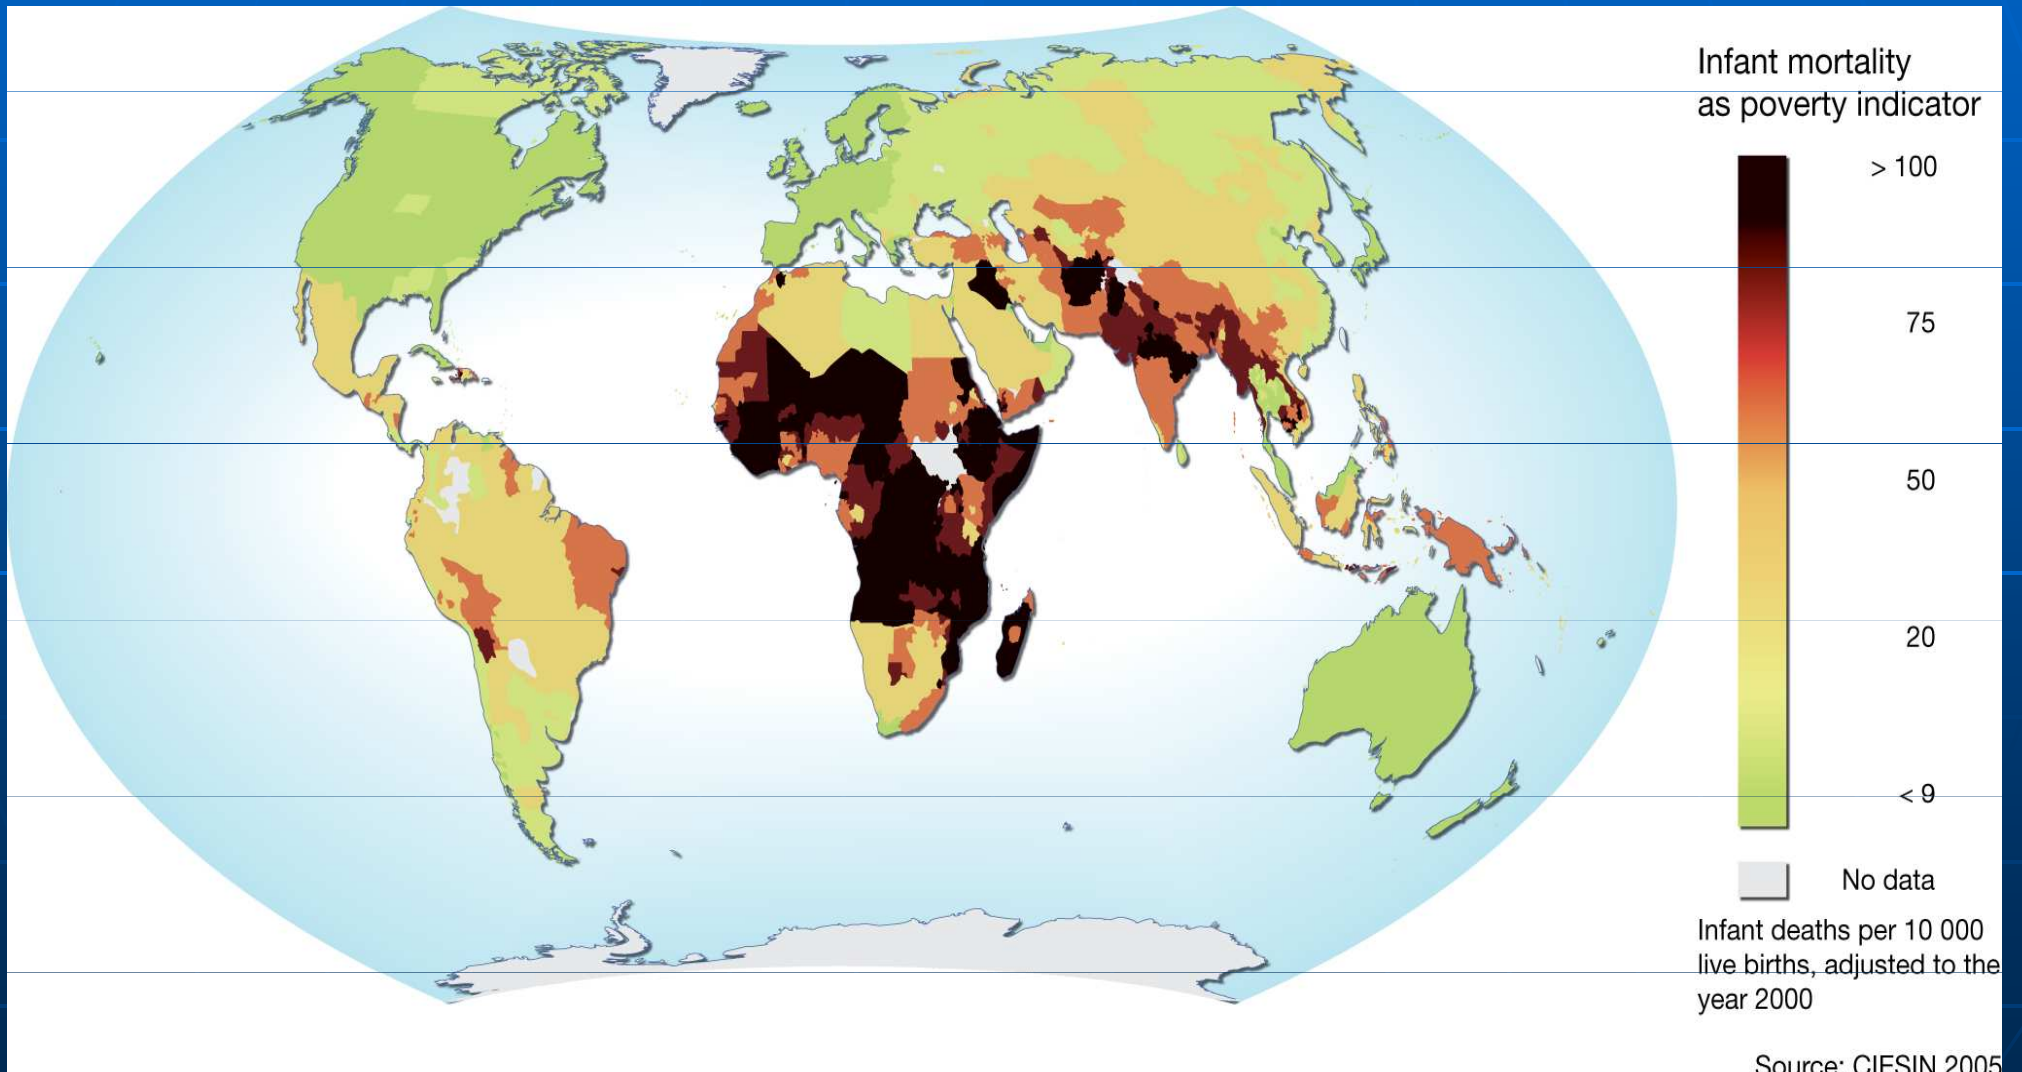 Infant mortality
as poverty indicator
> 100
75
50
20
< 9
No data
Infant deaths per 10 000
live births, adjusted to the
year 2000
Source: CIESIN 2005